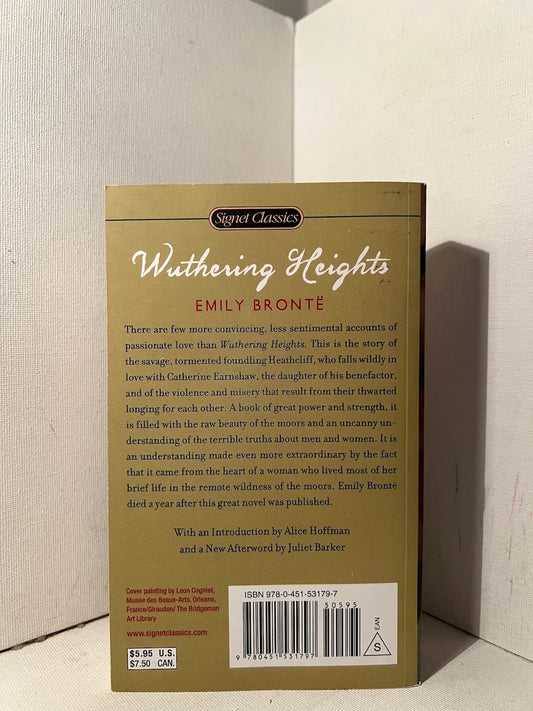 Signet Classics
Wuthering Heights
EMILY BRONTË
There are few more convincing, less sentimental accounts of
passionate love than Wuthering Heights. This is the story of
the savage, tormented foundling Heathcliff, who falls wildly in
love with Catherine Earnshaw, the daughter of his benefactor,
and of the violence and misery that result from their thwarted
longing for each other. A book of great power and strength, it
is filled with the raw beauty of the moors and an uncanny un-
derstanding of the terrible truths about men and women. It is
an understanding made even more extraordinary by the fact
that it came from the heart of a woman who lived most of her
brief life in the remote wildness of the moors. Emily Brontë
died a year after this great novel was published.
With an Introduction by Alice Hoffman
and a New Afterword by Juliet Barker
Cover painting by Leon Cogniet,
Musée des Beaux-Arts, Orleans,
France/Giraudon/ The Bridgeman
Art Library
www.signetclassics.com
$5.95 U.S.
$7.50 CAN.
ISBN 978-0-451-53179-7
50595
9 780451 531797
EAN
S